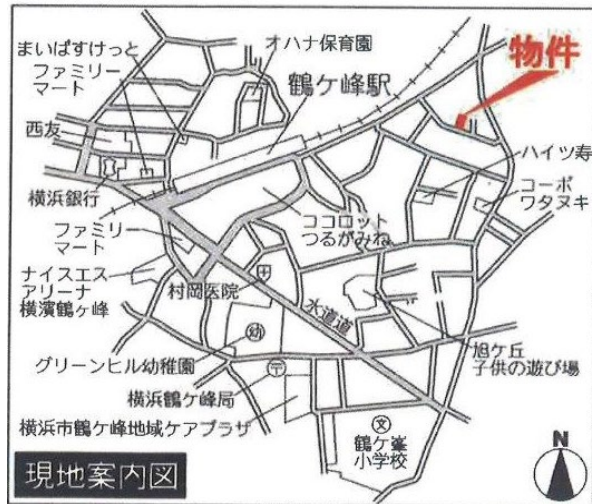 まいばすけっと
ファミリー
マート
オハナ保育園
鶴ケ峰駅
物件
西友
横浜銀行
ハイツ寿
コーポ
ワタヌキ
ココロット
つるがみね
ファミリー
マート
ナイスエス
アリーナ
横濱鶴ヶ峰
村岡医院
水道道
幼
グリーンヒル幼稚園
旭ケ丘
子供の遊び場
〒
横浜鶴ケ峰局
横浜市鶴ケ峰地域ケアプラザ
文
鶴ケ峯
小学校
N
現地案内図